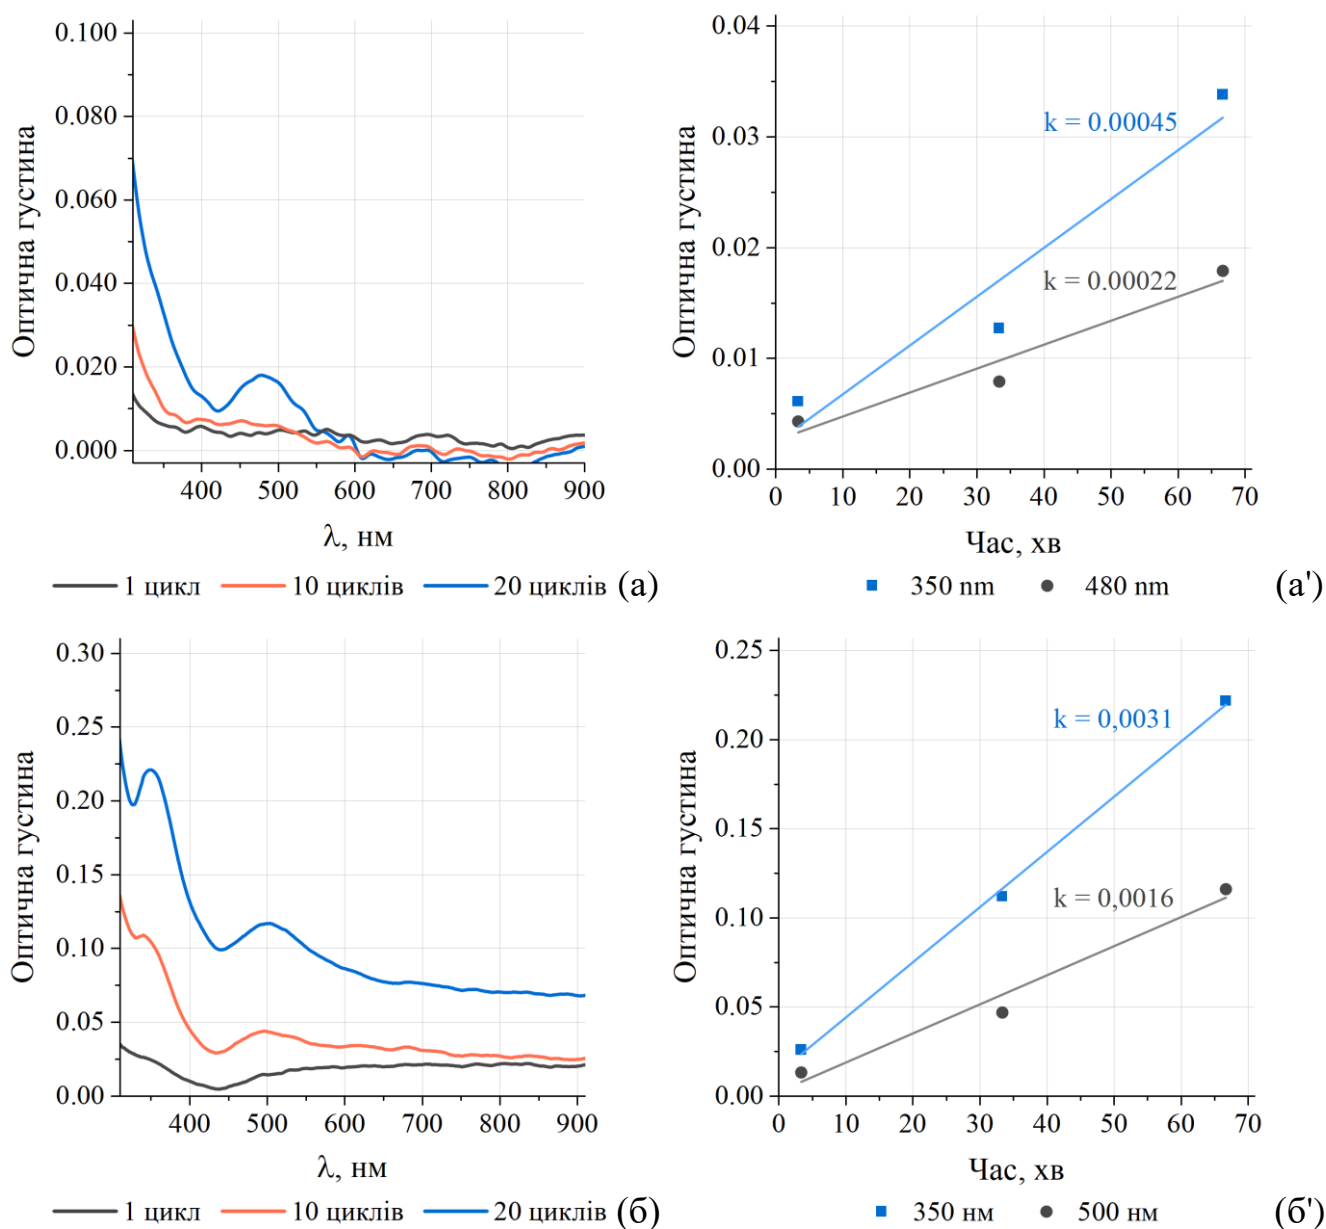 Оптична густина
0.100
0.080
0.060
0.040
0.020
0.000
400 500 600 700 800 900
λ, нм
1 цикл 10 циклів 20 циклів (а)
Оптична густина
0.04
0.03
0.02
0.01
0.00
k = 0.00045
k = 0.00022
0 10 20 30 40 50 60 70
Час, хв
350 nm 480 nm (а')
Оптична густина
0.30
0.25
0.20
0.15
0.10
0.05
0.00
400 500 600 700 800 900
λ, нм
1 цикл 10 циклів 20 циклів (б)
Оптична густина
0.25
0.20
0.15
0.10
0.05
0.00
k = 0,0031
k = 0,0016
0 10 20 30 40 50 60 70
Час, хв
350 нм 500 нм (б')